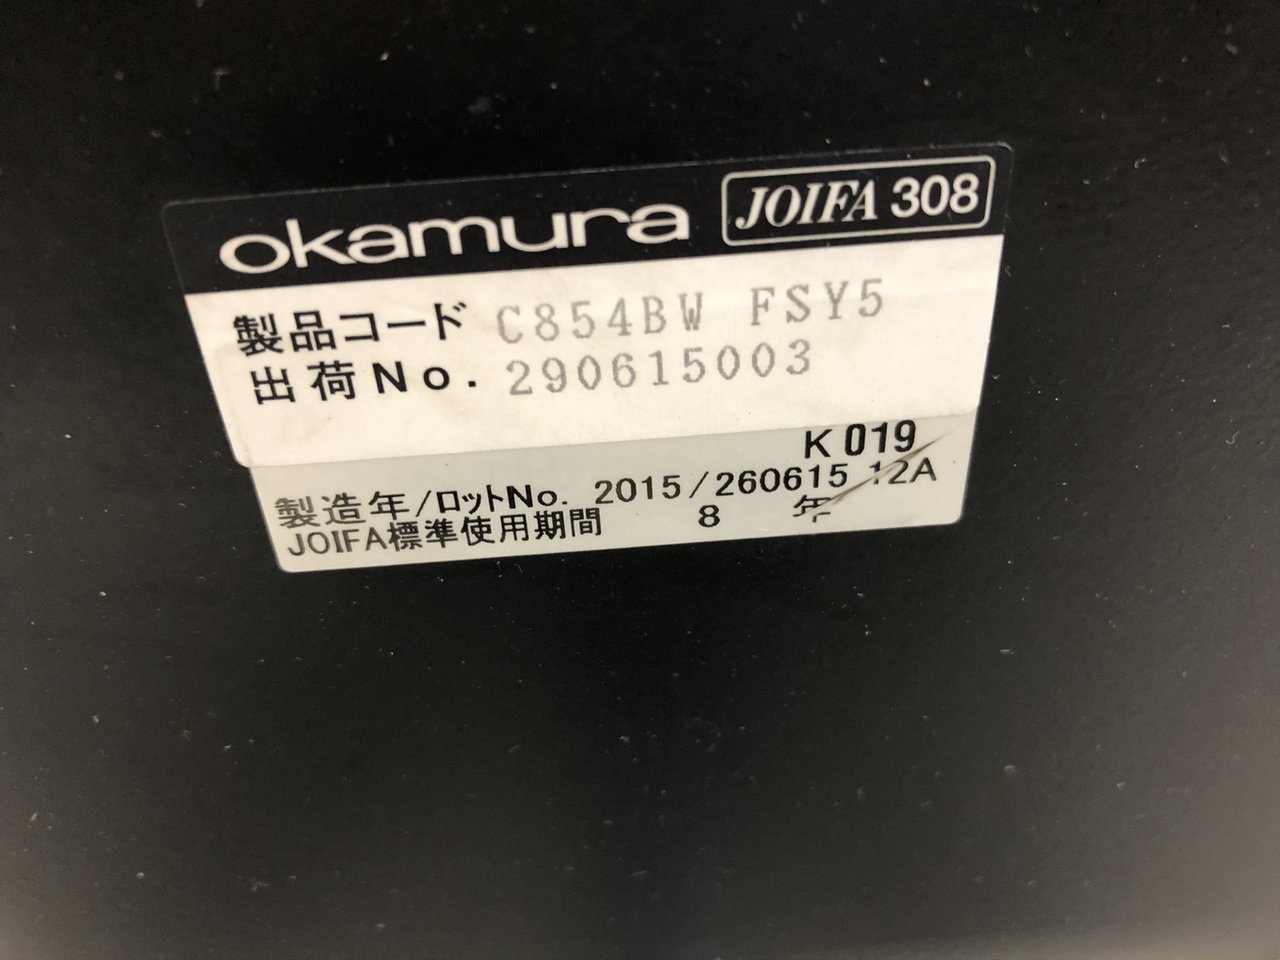 okamura JOIFA 308
製品コード C854BW FSY5
出荷No. 290615003
K 019
製造年/ロットNo. 2015/260615 12A
JOIFA標準使用期間 8 年